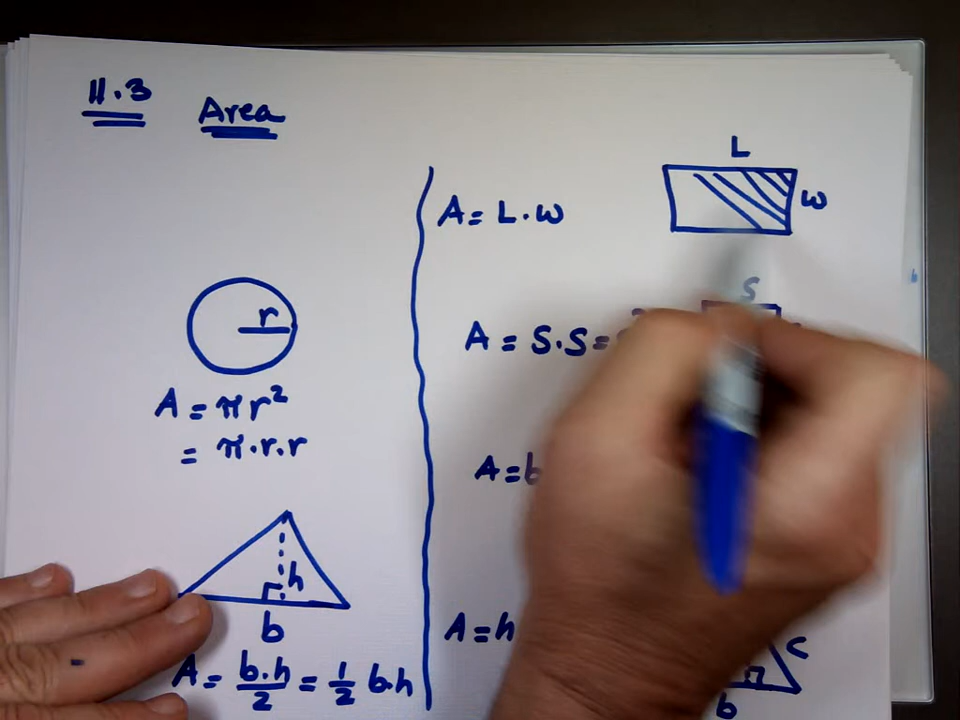 11.3 Area
r
A = πr²
= π·r·r
h
b
A = b·h/2 = 1/2 b·h
L
A = L·w
w
S
A = S·S =
A = b
A = h
c
b